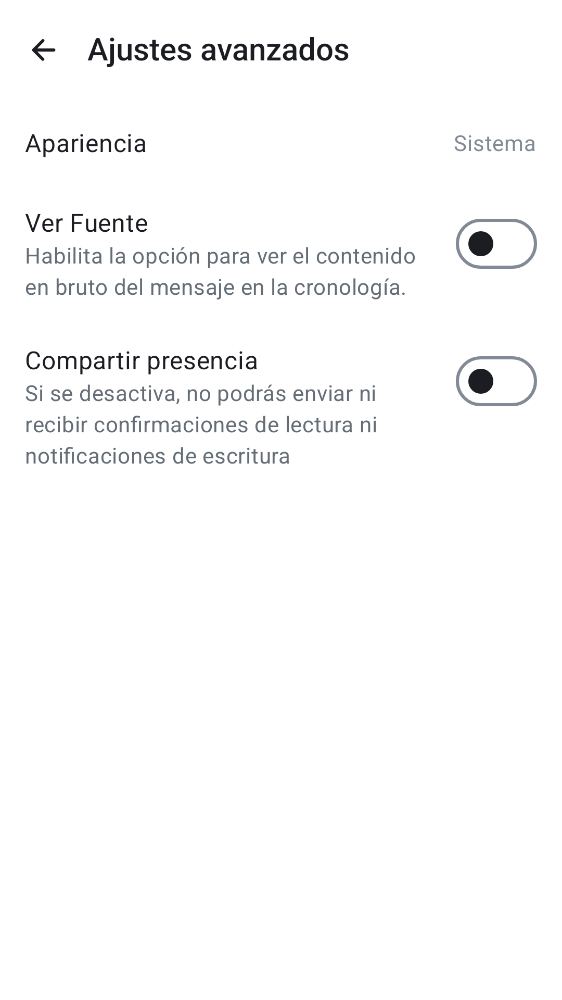 Ajustes avanzados
Apariencia
Sistema
Ver Fuente
Habilita la opción para ver el contenido
en bruto del mensaje en la cronología.
Compartir presencia
Si se desactiva, no podrás enviar ni
recibir confirmaciones de lectura ni
notificaciones de escritura